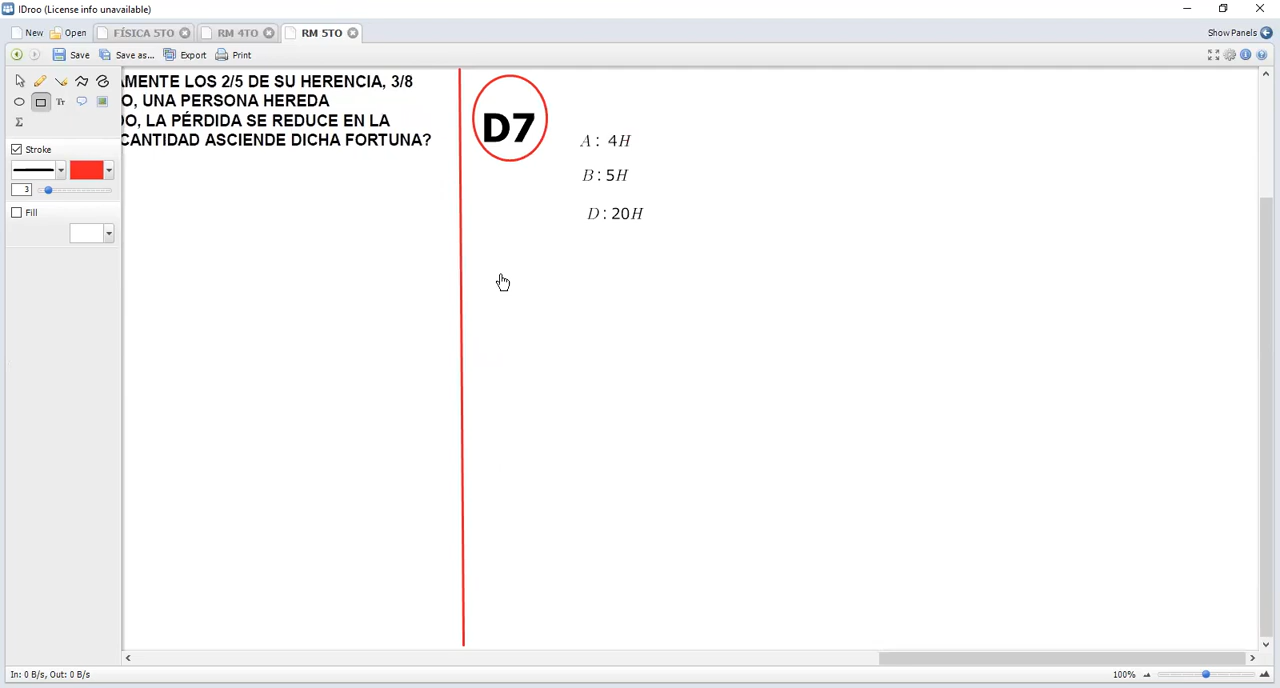 IDroo (License info unavailable)
New Open FÍSICA 5TO RM 4TO RM 5TO Show Panels
Save Save as... Export Print
Tr
Σ
Stroke
3
Fill
AMENTE LOS 2/5 DE SU HERENCIA, 3/8
O, UNA PERSONA HEREDA
DO, LA PÉRDIDA SE REDUCE EN LA
CANTIDAD ASCIENDE DICHA FORTUNA?
D7
A: 4H
B: 5H
D: 20H
In: 0 B/s, Out: 0 B/s 100%